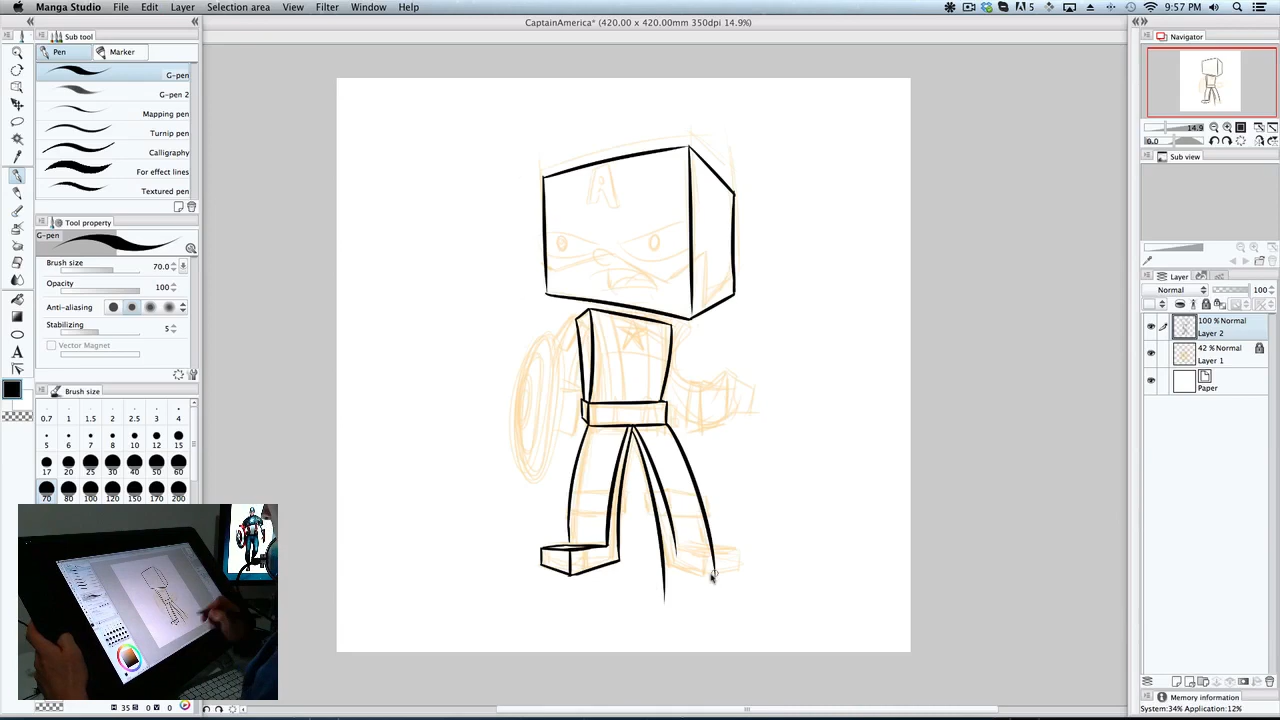 Manga Studio File Edit Layer Selection area View Filter Window Help
5 9:57 PM
CaptainAmerica* (420.00 x 420.00mm 350dpi 14.9%)
Sub tool
Pen Marker
G-pen
G-pen 2
Mapping pen
Turnip pen
Calligraphy
For effect lines
Textured pen
Tool property
G-pen
Brush size 70.0
Opacity 100
Anti-aliasing
Stabilizing 5
Vector Magnet
Brush size
0.7 1 1.5 2 3 4
5 6 7 8 10 12 15
17 20 25 30 40 50 60
70 80 100 120 150 170 200
H 35 S 0 V 0
A
Navigator
14.9
0.0
Sub view
Layer
Normal 100
100 % Normal
Layer 2
42 % Normal
Layer 1
Paper
Memory information
System:34% Application:12%